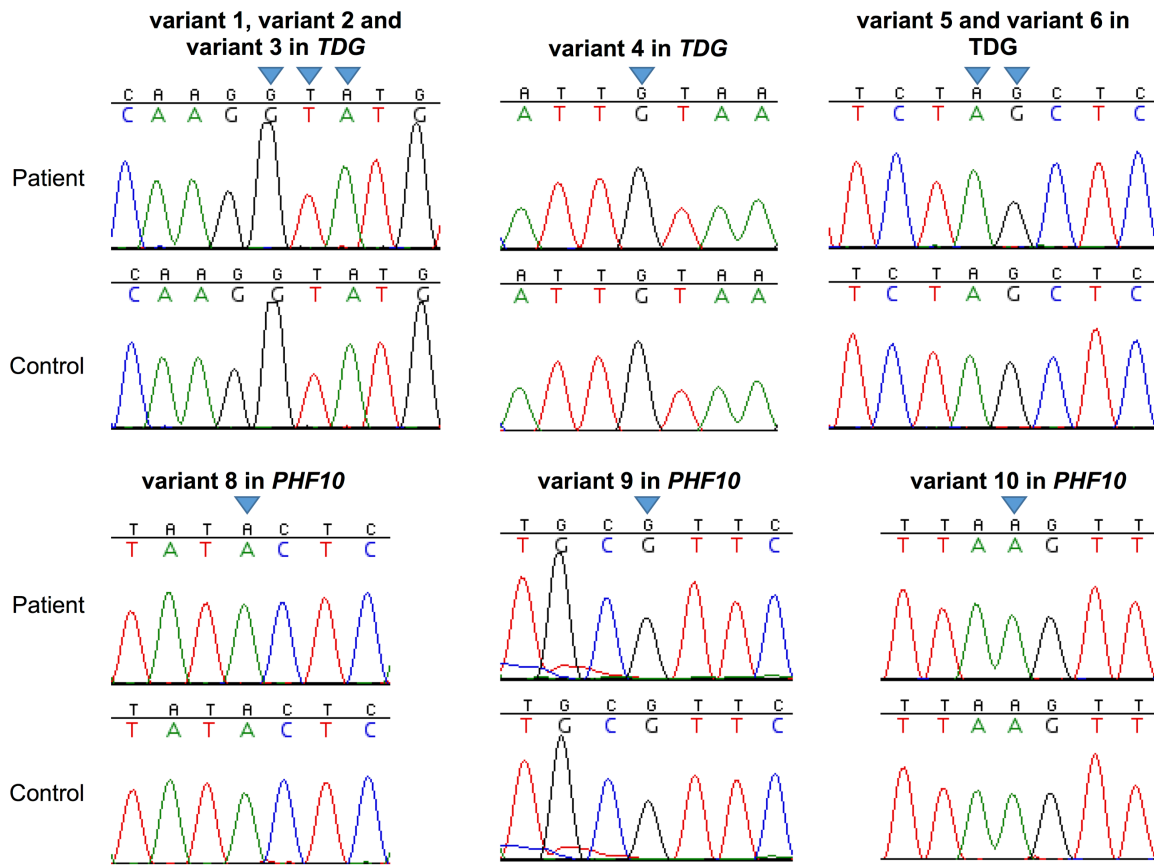 variant 1, variant 2 and
variant 3 in TDG
variant 4 in TDG
variant 5 and variant 6 in
TDG
C A A G G T A T G
C A A G G T A T G
A T T G T A A
A T T G T A A
T C T A G C T C
T C T A G C T C
Patient
C A A G G T A T G
C A A G G T A T G
A T T G T A A
A T T G T A A
T C T A G C T C
T C T A G C T C
Control
variant 8 in PHF10
variant 9 in PHF10
variant 10 in PHF10
T A T A C T C
T A T A C T C
T G C G T T C
T G C G T T C
T T A A G T T
T T A A G T T
Patient
T A T A C T C
T A T A C T C
T G C G T T C
T G C G T T C
T T A A G T T
T T A A G T T
Control